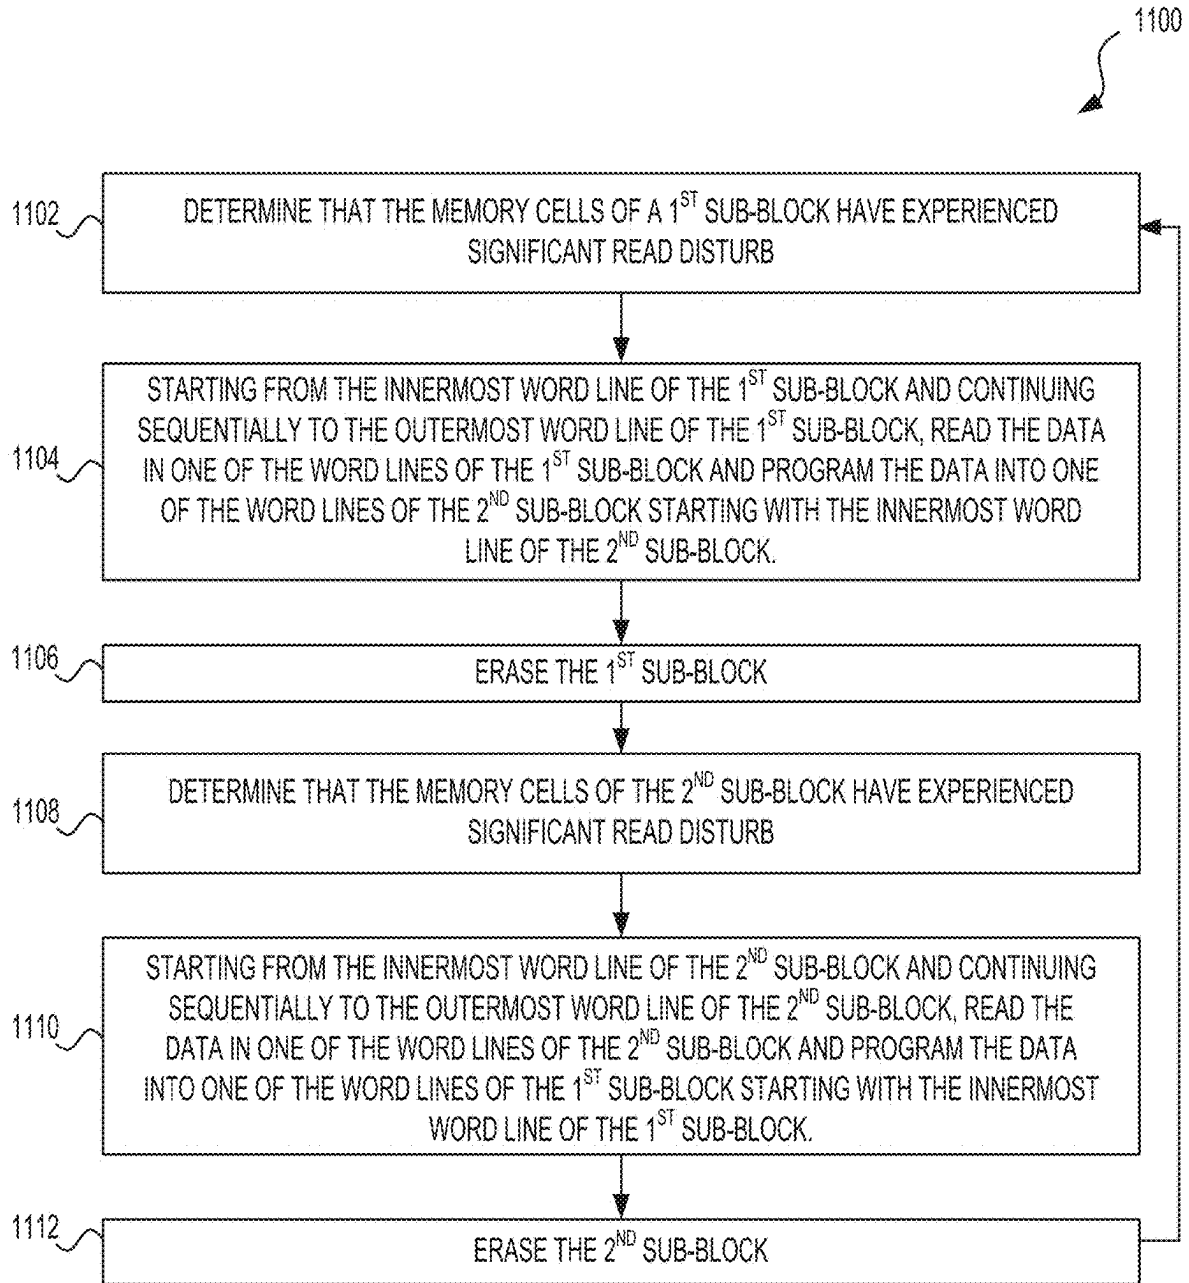 1100
1102
DETERMINE THAT THE MEMORY CELLS OF A 1ST SUB-BLOCK HAVE EXPERIENCED
SIGNIFICANT READ DISTURB
1104
STARTING FROM THE INNERMOST WORD LINE OF THE 1ST SUB-BLOCK AND CONTINUING
SEQUENTIALLY TO THE OUTERMOST WORD LINE OF THE 1ST SUB-BLOCK, READ THE DATA
IN ONE OF THE WORD LINES OF THE 1ST SUB-BLOCK AND PROGRAM THE DATA INTO ONE
OF THE WORD LINES OF THE 2ND SUB-BLOCK STARTING WITH THE INNERMOST WORD
LINE OF THE 2ND SUB-BLOCK.
1106
ERASE THE 1ST SUB-BLOCK
1108
DETERMINE THAT THE MEMORY CELLS OF THE 2ND SUB-BLOCK HAVE EXPERIENCED
SIGNIFICANT READ DISTURB
1110
STARTING FROM THE INNERMOST WORD LINE OF THE 2ND SUB-BLOCK AND CONTINUING
SEQUENTIALLY TO THE OUTERMOST WORD LINE OF THE 2ND SUB-BLOCK, READ THE
DATA IN ONE OF THE WORD LINES OF THE 2ND SUB-BLOCK AND PROGRAM THE DATA
INTO ONE OF THE WORD LINES OF THE 1ST SUB-BLOCK STARTING WITH THE INNERMOST
WORD LINE OF THE 1ST SUB-BLOCK.
1112
ERASE THE 2ND SUB-BLOCK